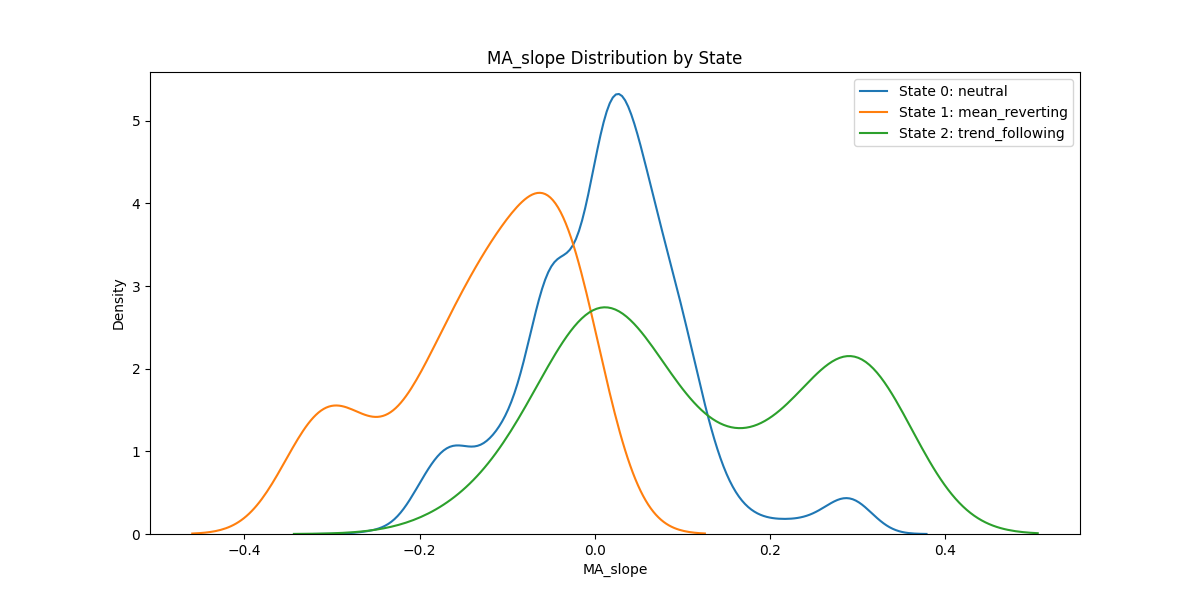 MA_slope Distribution by State
State 0: neutral
State 1: mean_reverting
State 2: trend_following
Density
5
4
3
2
1
0
−0.4 −0.2 0.0 0.2 0.4
MA_slope